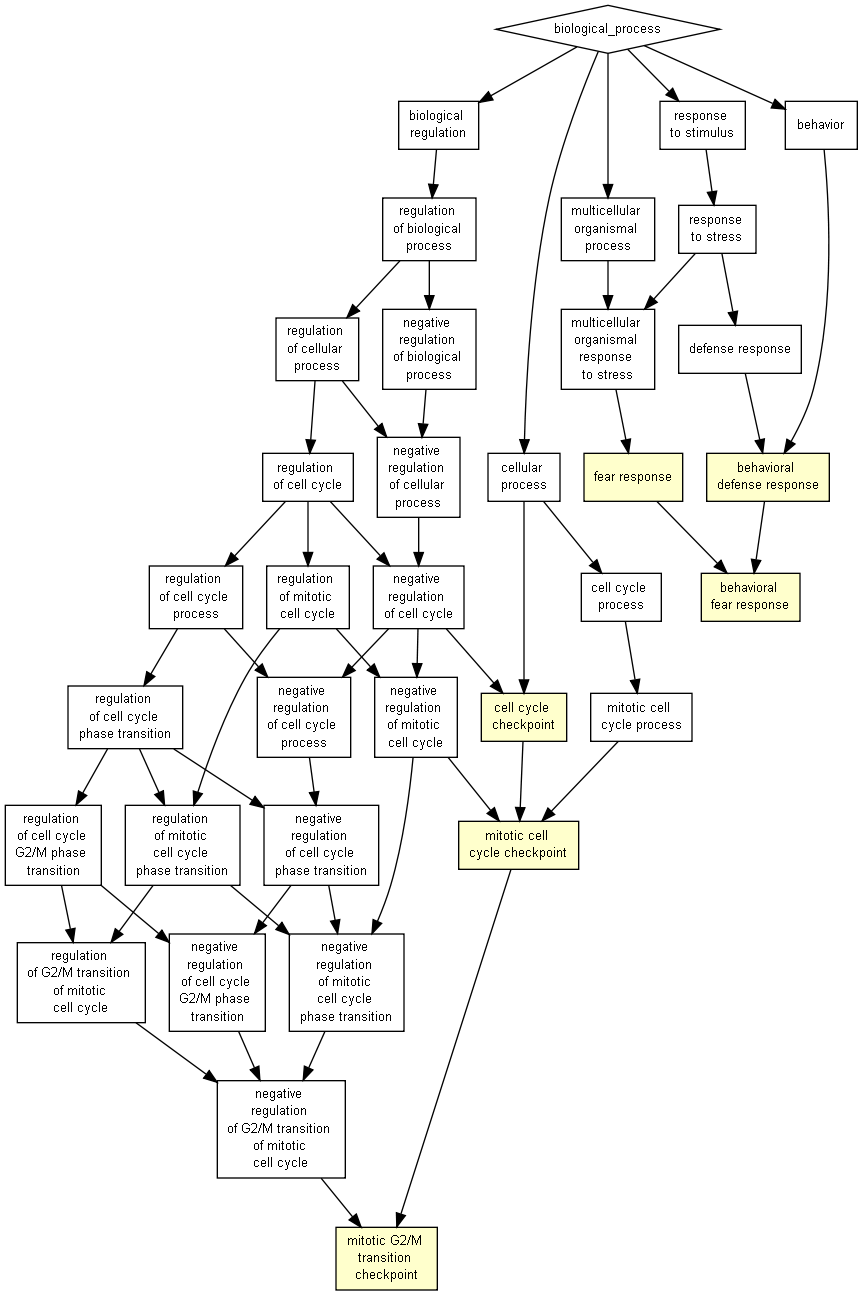 biological_process
biological
regulation
response
to stimulus
behavior
regulation
of biological
process
multicellular
organismal
process
response
to stress
regulation
of cellular
process
negative
regulation
of biological
process
multicellular
organismal
response
to stress
defense response
regulation
of cell cycle
negative
regulation
of cellular
process
cellular
process
fear response
behavioral
defense response
regulation
of cell cycle
process
regulation
of mitotic
cell cycle
negative
regulation
of cell cycle
cell cycle
process
behavioral
fear response
regulation
of cell cycle
phase transition
negative
regulation
of cell cycle
process
negative
regulation
of mitotic
cell cycle
cell cycle
checkpoint
mitotic cell
cycle process
regulation
of cell cycle
G2/M phase
transition
regulation
of mitotic
cell cycle
phase transition
negative
regulation
of cell cycle
phase transition
mitotic cell
cycle checkpoint
regulation
of G2/M transition
of mitotic
cell cycle
negative
regulation
of cell cycle
G2/M phase
transition
negative
regulation
of mitotic
cell cycle
phase transition
negative
regulation
of G2/M transition
of mitotic
cell cycle
mitotic G2/M
transition
checkpoint